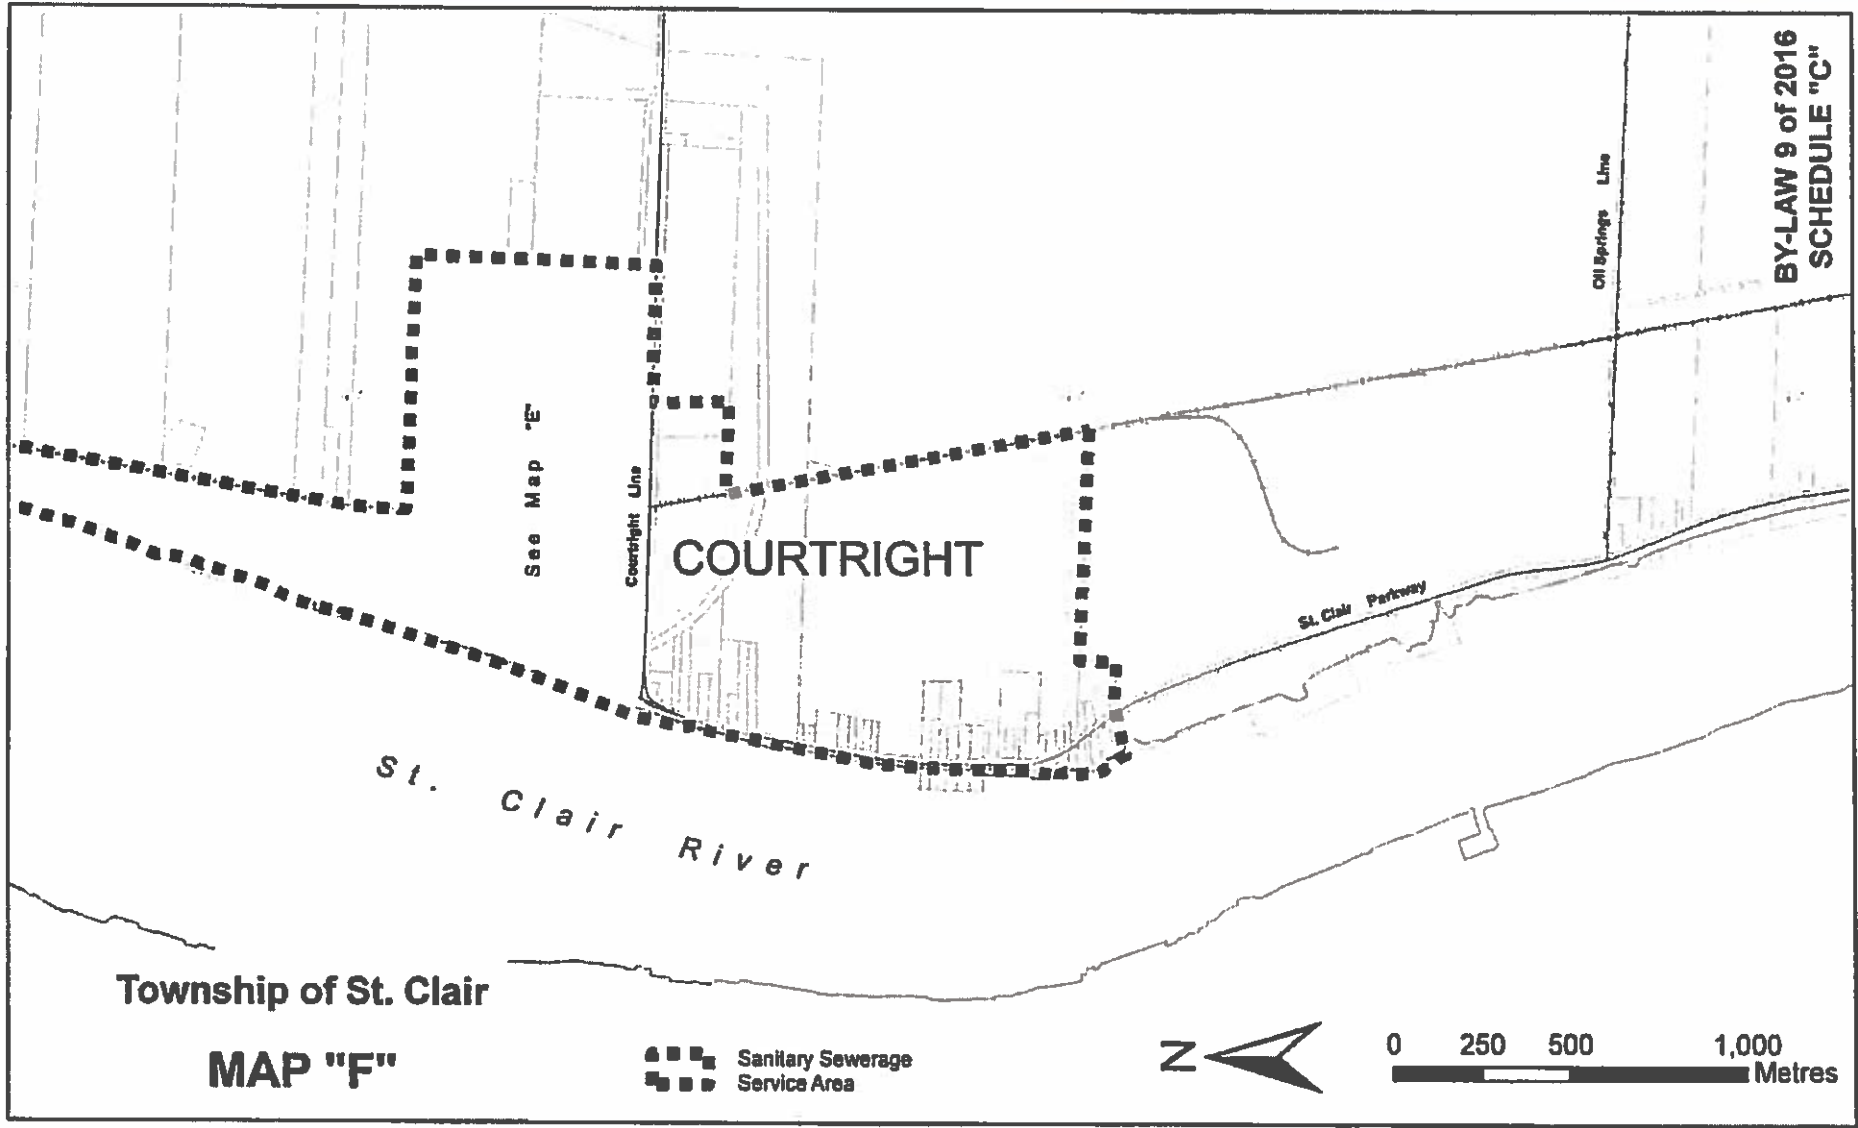 BY-LAW 9 of 2016
SCHEDULE "C"
Oil Springs Line
See Map "E"
Courtright Line
COURTRIGHT
St. Clair Parkway
St. Clair River
Township of St. Clair
MAP "F"
Sanitary Sewerage
Service Area
N
0 250 500 1,000
Metres